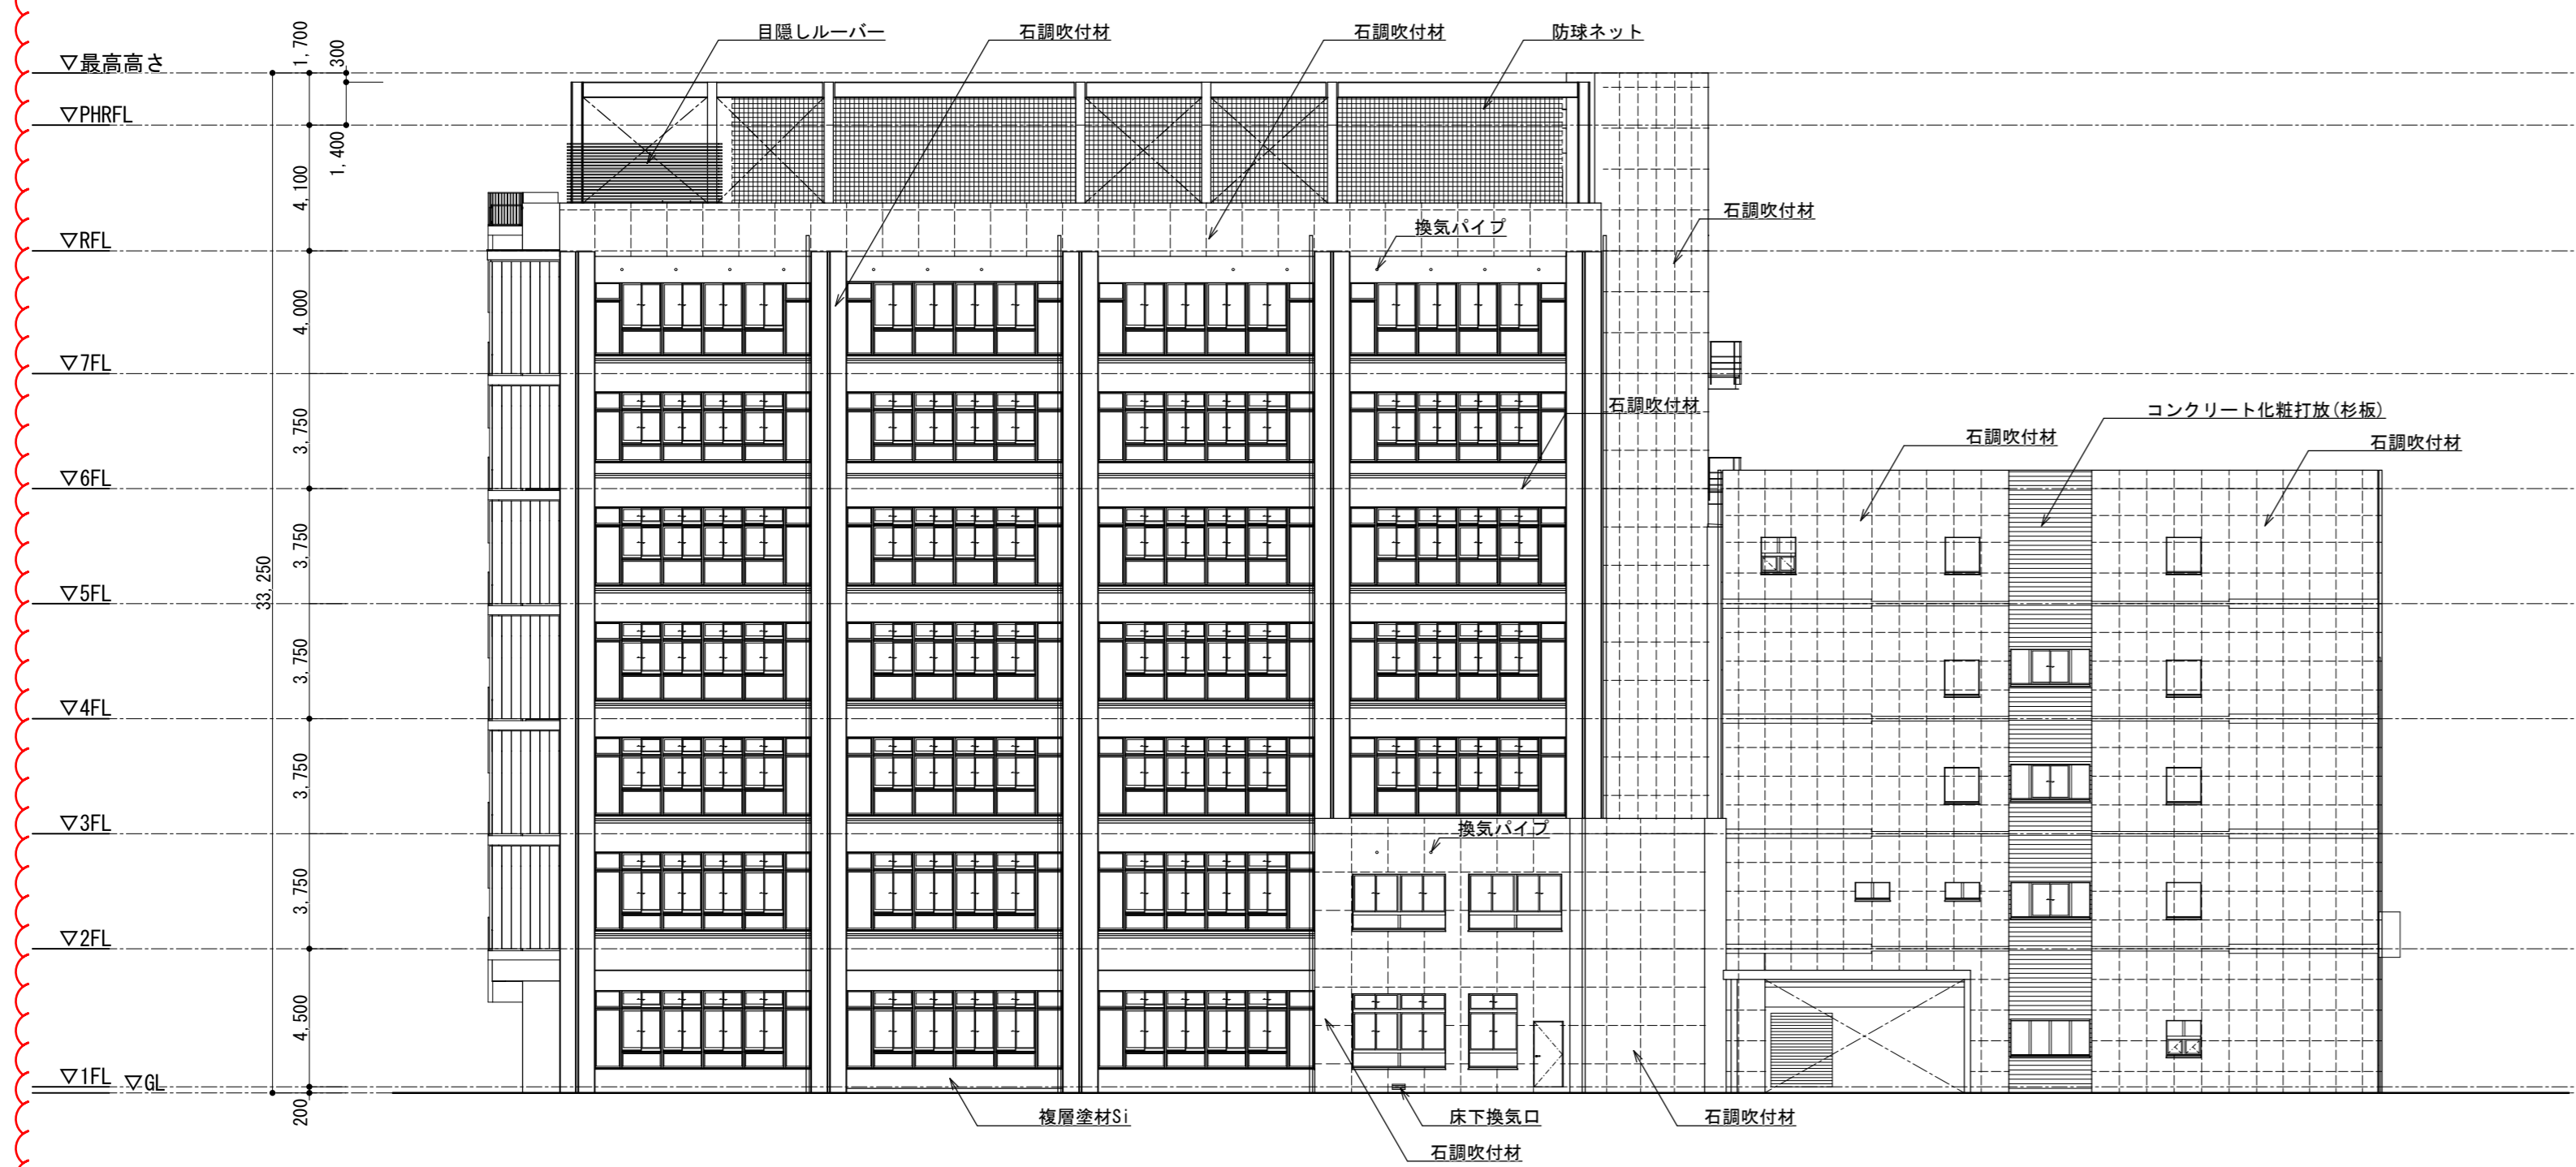 目隠しルーバー
石調吹付材
石調吹付材
防球ネット
▽最高高さ
1,700
300
▽PHRFL
1,400
4,100
石調吹付材
換気パイプ
▽RFL
4,000
▽7FL
石調吹付材
コンクリート化粧打放(杉板)
石調吹付材
石調吹付材
3,750
▽6FL
3,750
33,250
▽5FL
3,750
▽4FL
3,750
▽3FL
換気パイプ
3,750
▽2FL
4,500
▽1FL
▽GL
200
複層塗材Si
床下換気口
石調吹付材
石調吹付材